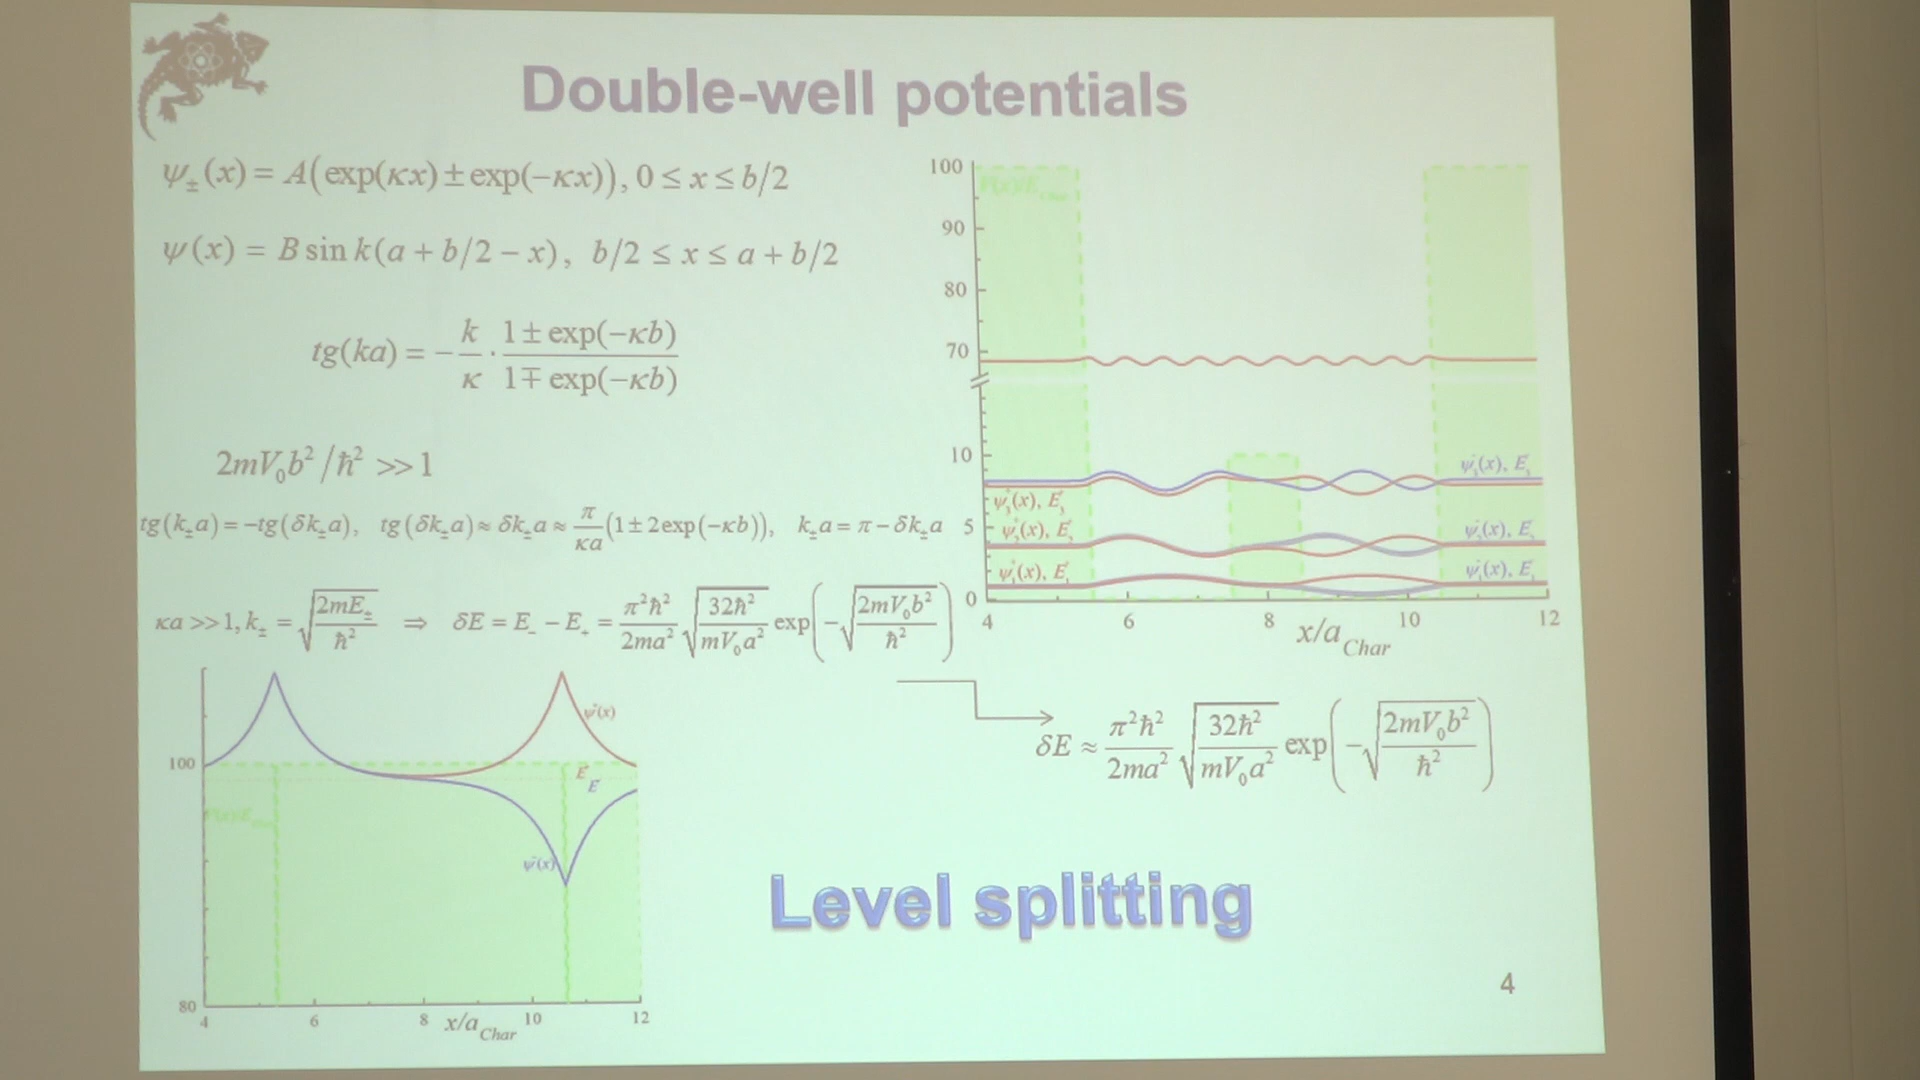 Double-well potentials
ψ±(x) = A(exp(κx) ± exp(−κx)), 0 ≤ x ≤ b/2
ψ(x) = B sin k(a + b/2 − x), b/2 ≤ x ≤ a + b/2
tg(ka) = − k/κ · (1 ± exp(−κb))/(1 ∓ exp(−κb))
2mV₀b²/ħ² >> 1
tg(k±a) = −tg(δk±a), tg(δk±a) ≈ δk±a ≈ π/κa (1 ± 2exp(−κb)), k±a = π − δk±a
κa >> 1, k± = √(2mE±/ħ²) ⇒ δE = E₋ − E₊ = π²ħ²/2ma² √(32ħ²/mV₀a²) exp(−√(2mV₀b²/ħ²))
100
90
80
70
10
5
0
4 6 8 10 12
x/a Char
δE ≈ π²ħ²/2ma² √(32ħ²/mV₀a²) exp(−√(2mV₀b²/ħ²))
100
80
4 6 8 10 12
x/a Char
Level splitting
4